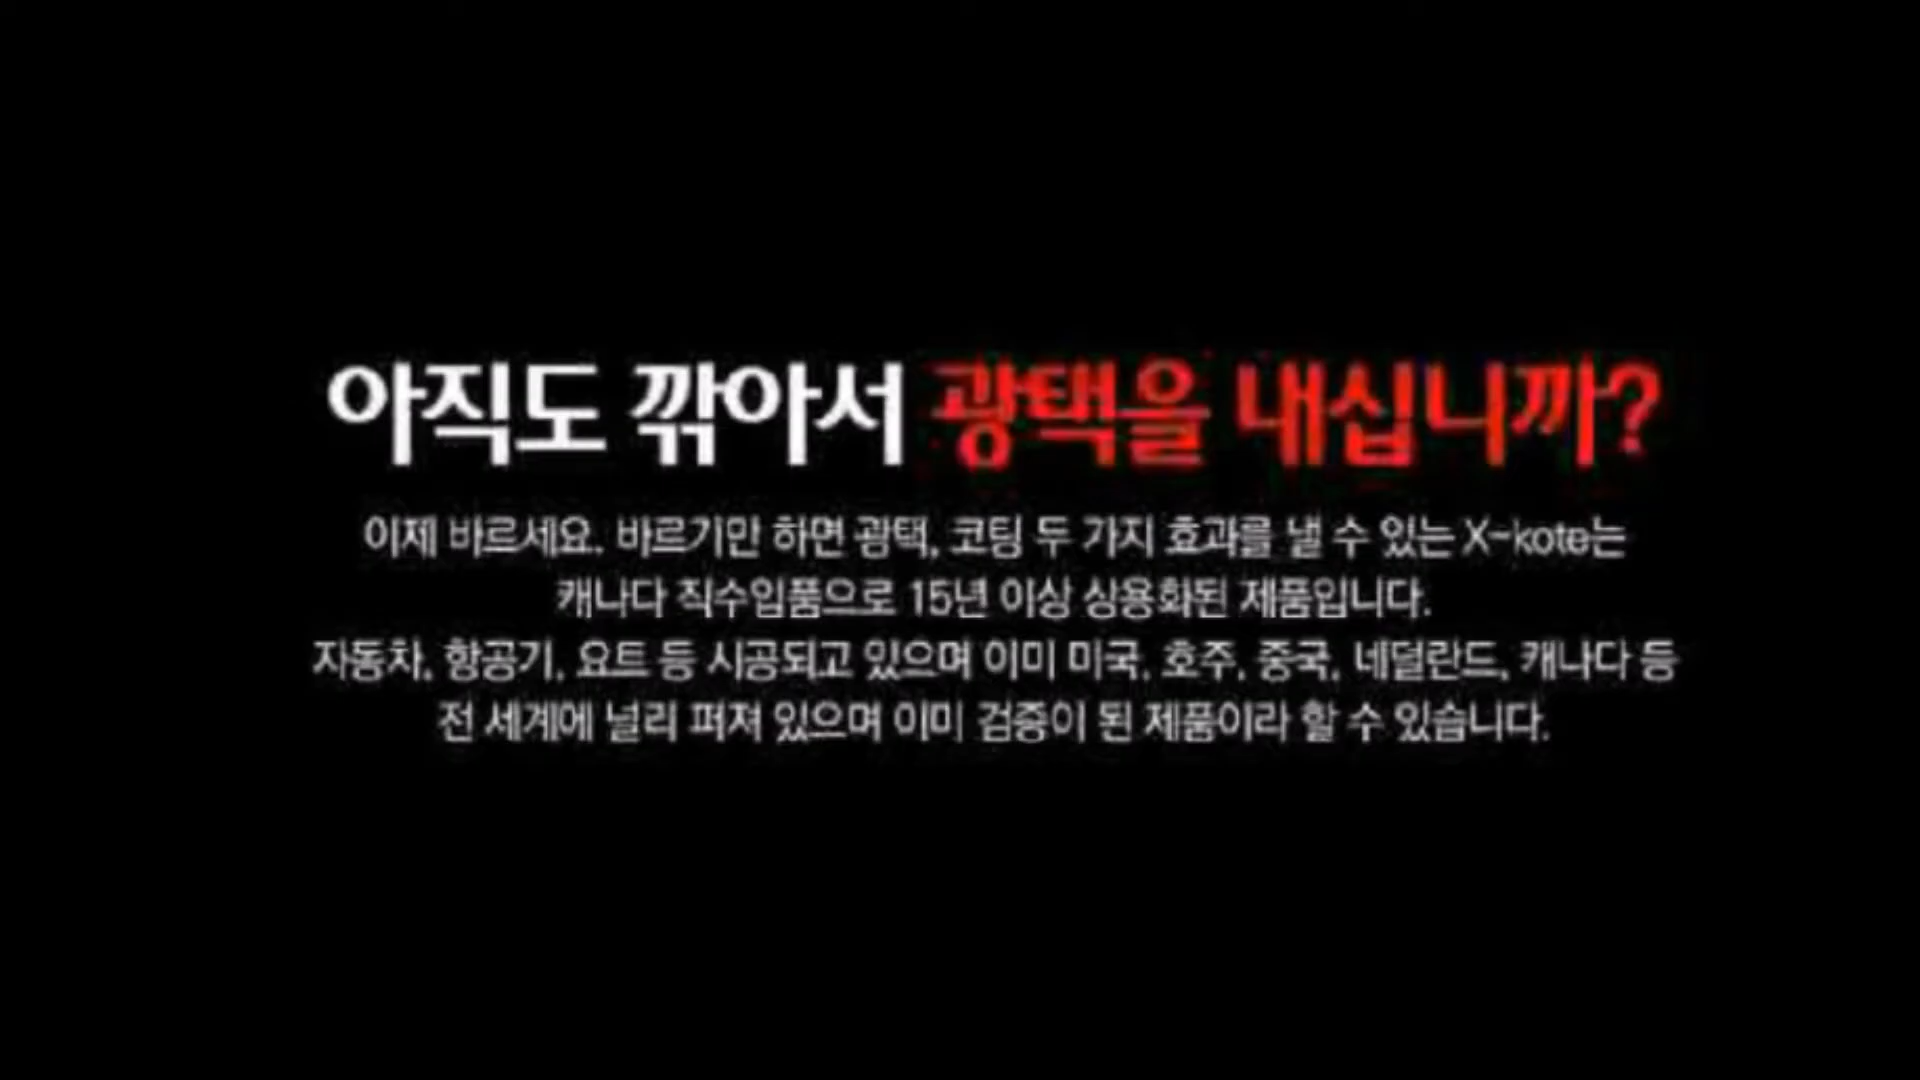 아직도 깎아서 광택을 내십니까?
이제 바르세요. 바르기만 하면 광택, 코팅 두 가지 효과를 낼 수 있는 X-kote는
캐나다 직수입품으로 15년 이상 상용화된 제품입니다.
자동차, 항공기, 요트 등 시공되고 있으며 이미 미국, 호주, 중국, 네덜란드, 캐나다 등
전 세계에 널리 퍼져 있으며 이미 검증이 된 제품이라 할 수 있습니다.